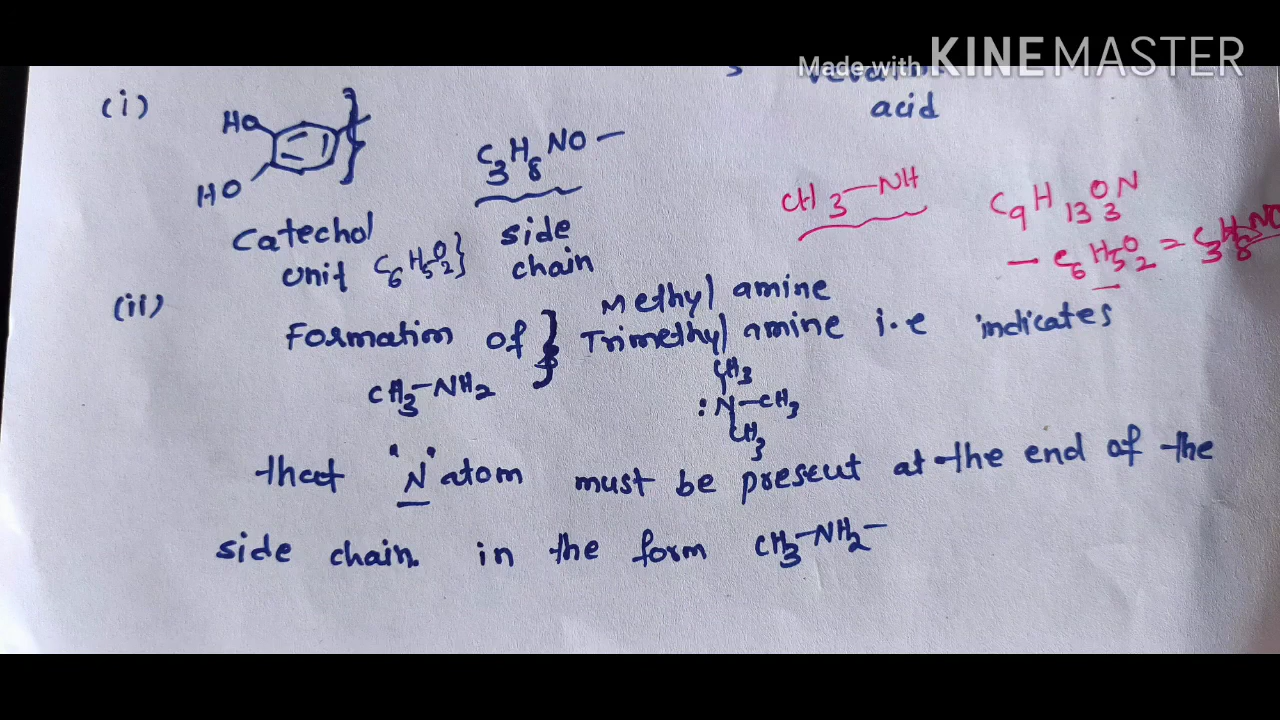 Made with KINEMASTER
acid
(i)
HO
HO
C3H8NO-
CH3-NH
C9H13O3N
- C6H5O2 = C3H8NO
Catechol side
unit C6H5O2} chain
(ii)
Methyl amine
Formation of } Trimethyl amine i.e indicates
CH3-NH2
CH3
:N-CH3
CH3
that "N" atom must be present at the end of the
side chain in the form CH3-NH2-